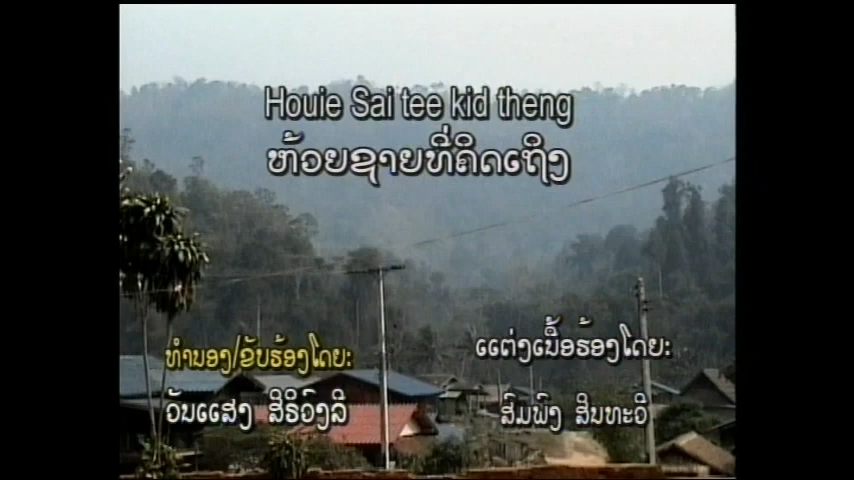 Houie Sai tee kid theng
ຫ້ວຍຊາຍທີ່ຄິດເຖິງ
ທຳນອງ/ຂັບຮ້ອງໂດຍ:
ວັນແສງ ສິຣິວົງລີ
ແຕ່ງເນື້ອຮ້ອງໂດຍ:
ສົມພົງ ສິນທະວີ